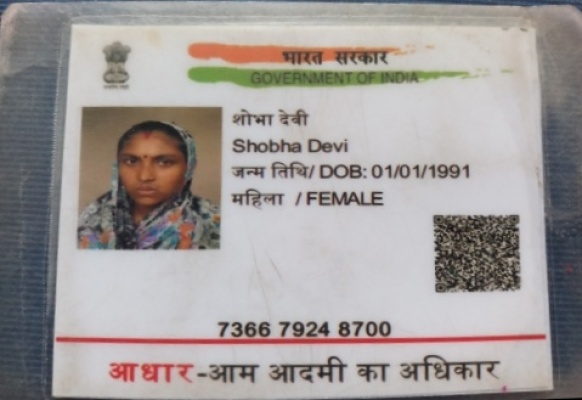 भारत सरकार
GOVERNMENT OF INDIA
शोभा देवी
Shobha Devi
जन्म तिथि/ DOB: 01/01/1991
महिला / FEMALE
7366 7924 8700
आधार-आम आदमी का अधिकार